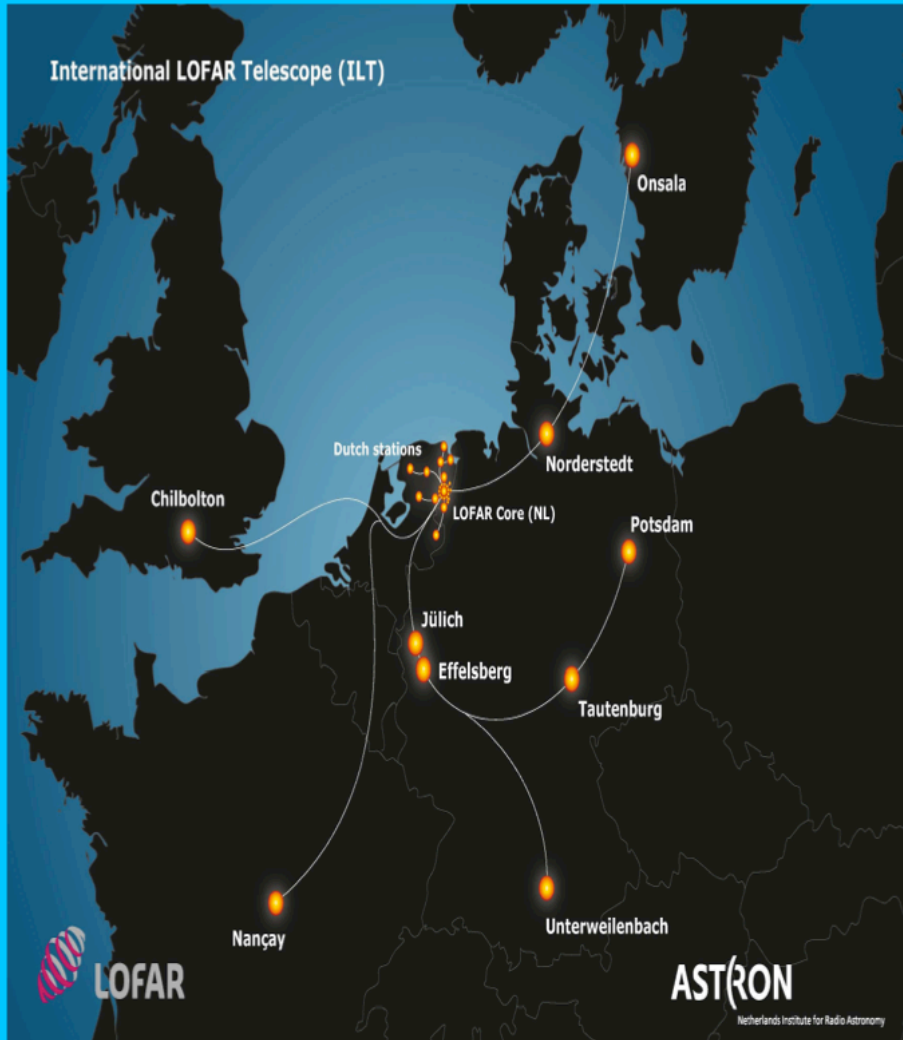 International LOFAR Telescope (ILT)
Onsala
Dutch stations
Norderstedt
Chilbolton
LOFAR Core (NL)
Potsdam
Jülich
Effelsberg
Tautenburg
Unterweilenbach
Nançay
LOFAR
ASTRON
Netherlands Institute for Radio Astronomy